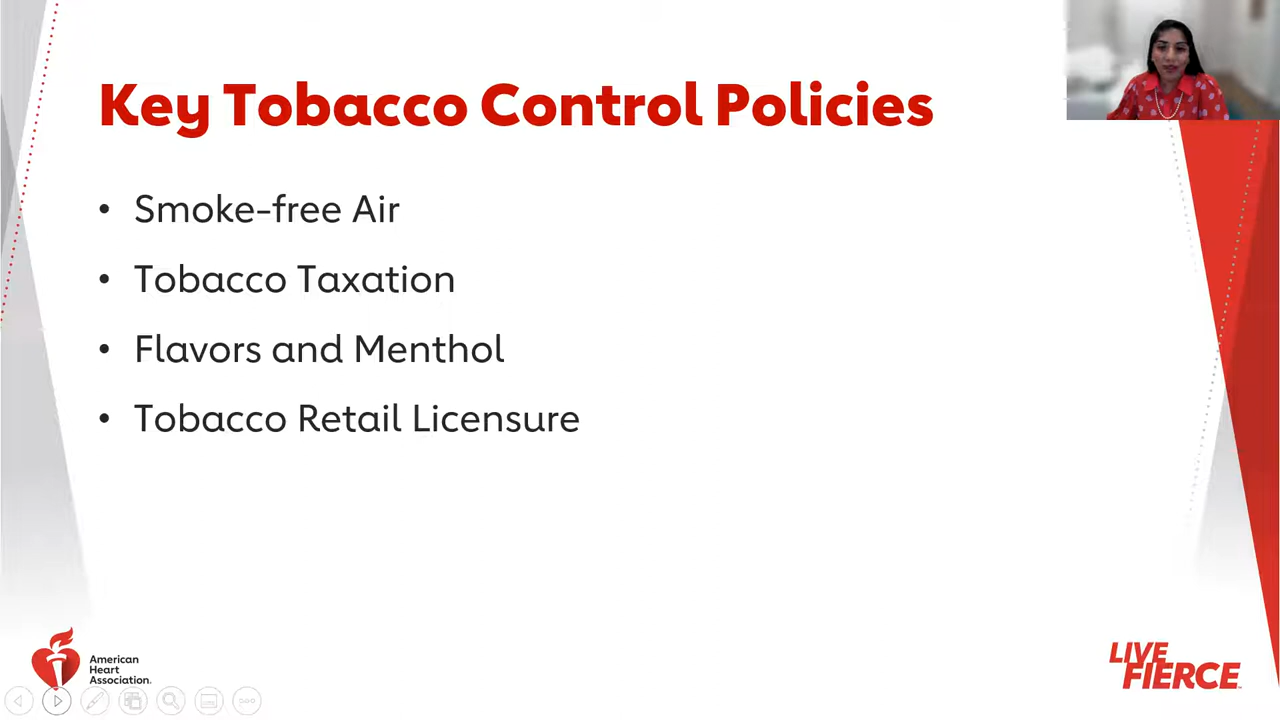 Key Tobacco Control Policies
• Smoke-free Air
• Tobacco Taxation
• Flavors and Menthol
• Tobacco Retail Licensure
American
Heart
Association.
LIVE
FIERCE™